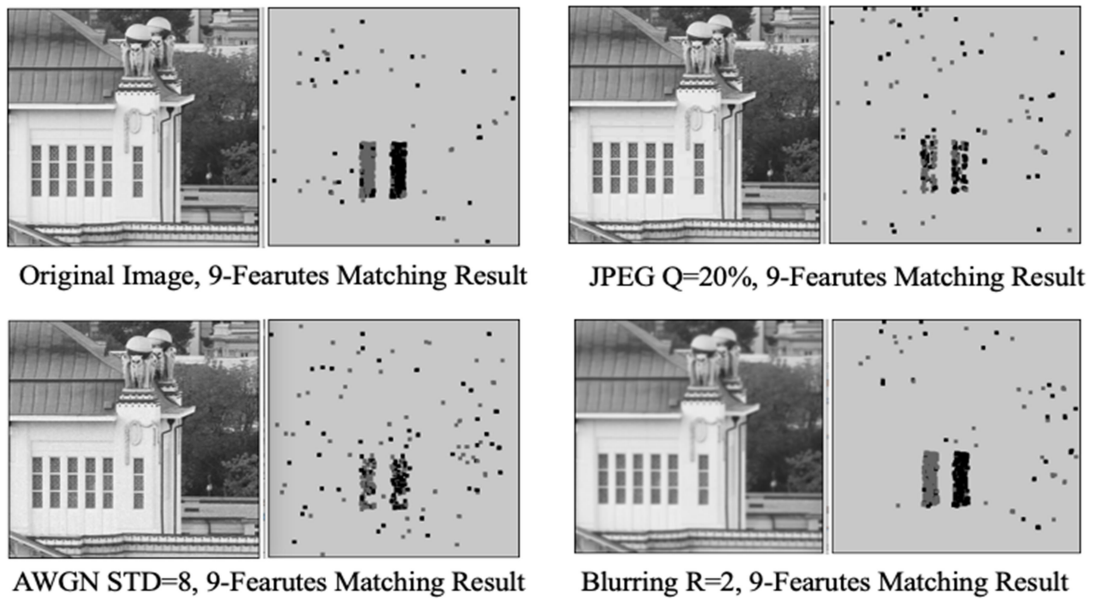 Original Image, 9-Fearutes Matching Result
JPEG Q=20%, 9-Fearutes Matching Result
AWGN STD=8, 9-Fearutes Matching Result
Blurring R=2, 9-Fearutes Matching Result